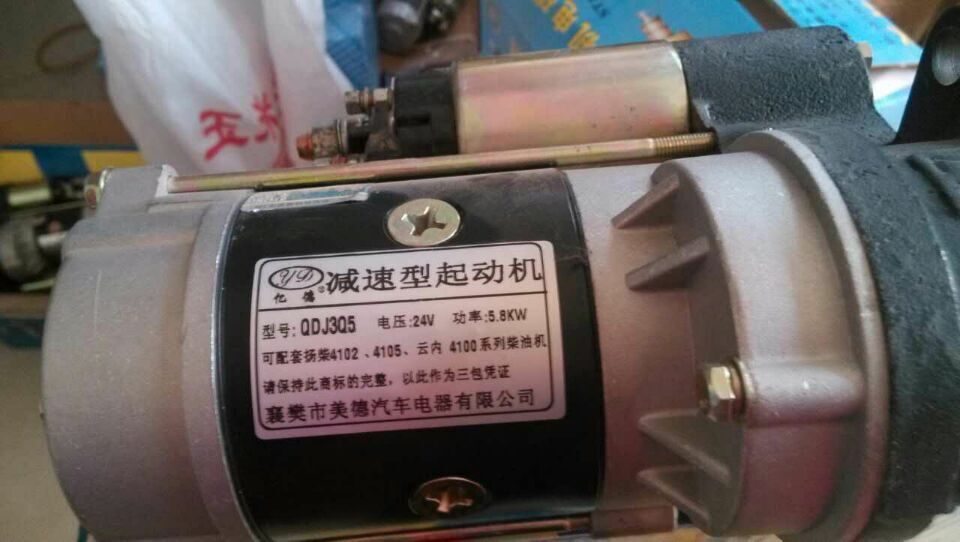 YD
亿德®
减速型起动机
型号:QDJ3Q5 电压:24V 功率:5.8KW
可配套扬柴4102、4105、云内4100系列柴油机
请保持此商标的完整,以此作为三包凭证
襄樊市美德汽车电器有限公司
机电